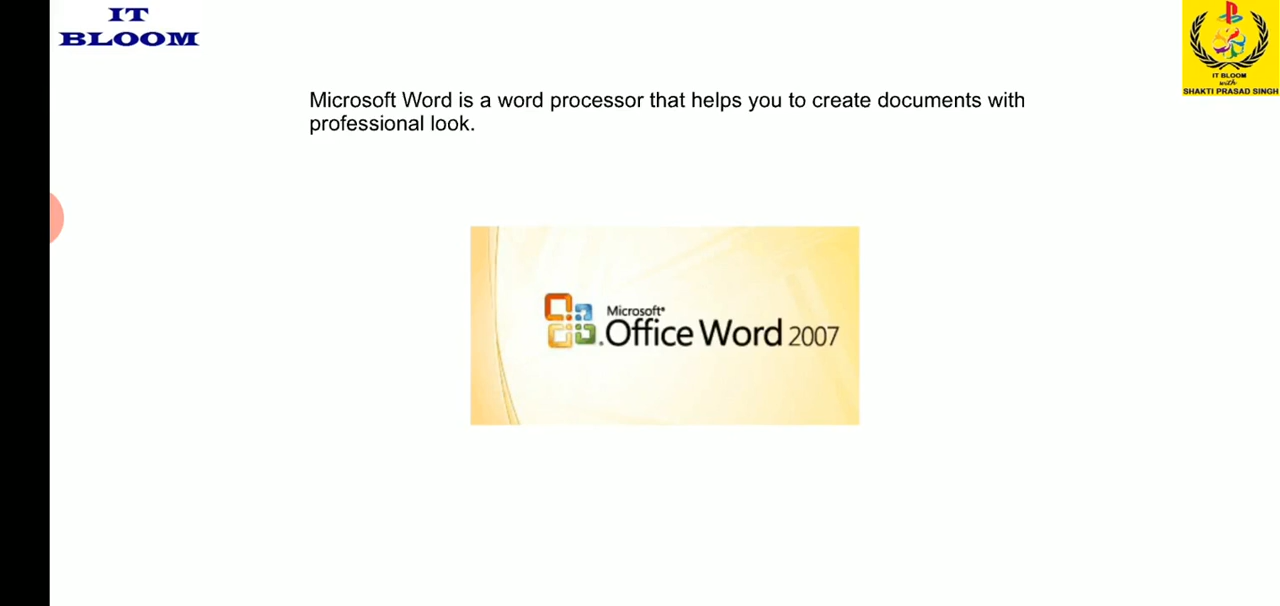 IT
BLOOM
IT BLOOM
with
SHAKTI PRASAD SINGH
Microsoft Word is a word processor that helps you to create documents with
professional look.
Microsoft®
Office Word 2007